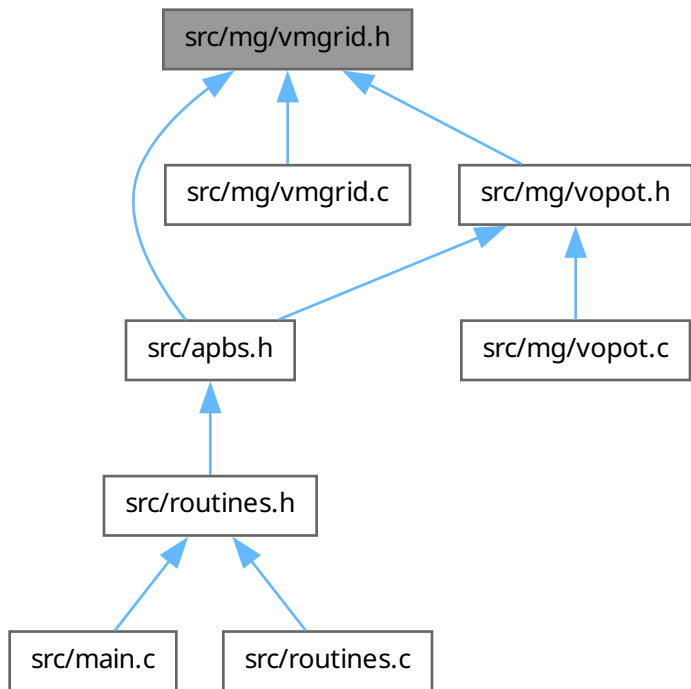 src/mg/vmgrid.h
src/mg/vmgrid.c
src/mg/vopot.h
src/apbs.h
src/mg/vopot.c
src/routines.h
src/main.c
src/routines.c